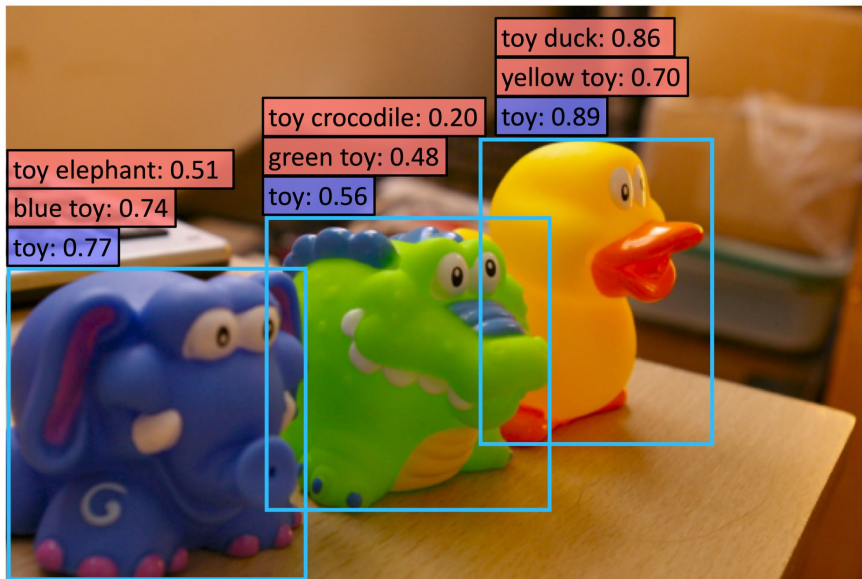 toy duck: 0.86
yellow toy: 0.70
toy: 0.89
toy crocodile: 0.20
green toy: 0.48
toy: 0.56
toy elephant: 0.51
blue toy: 0.74
toy: 0.77